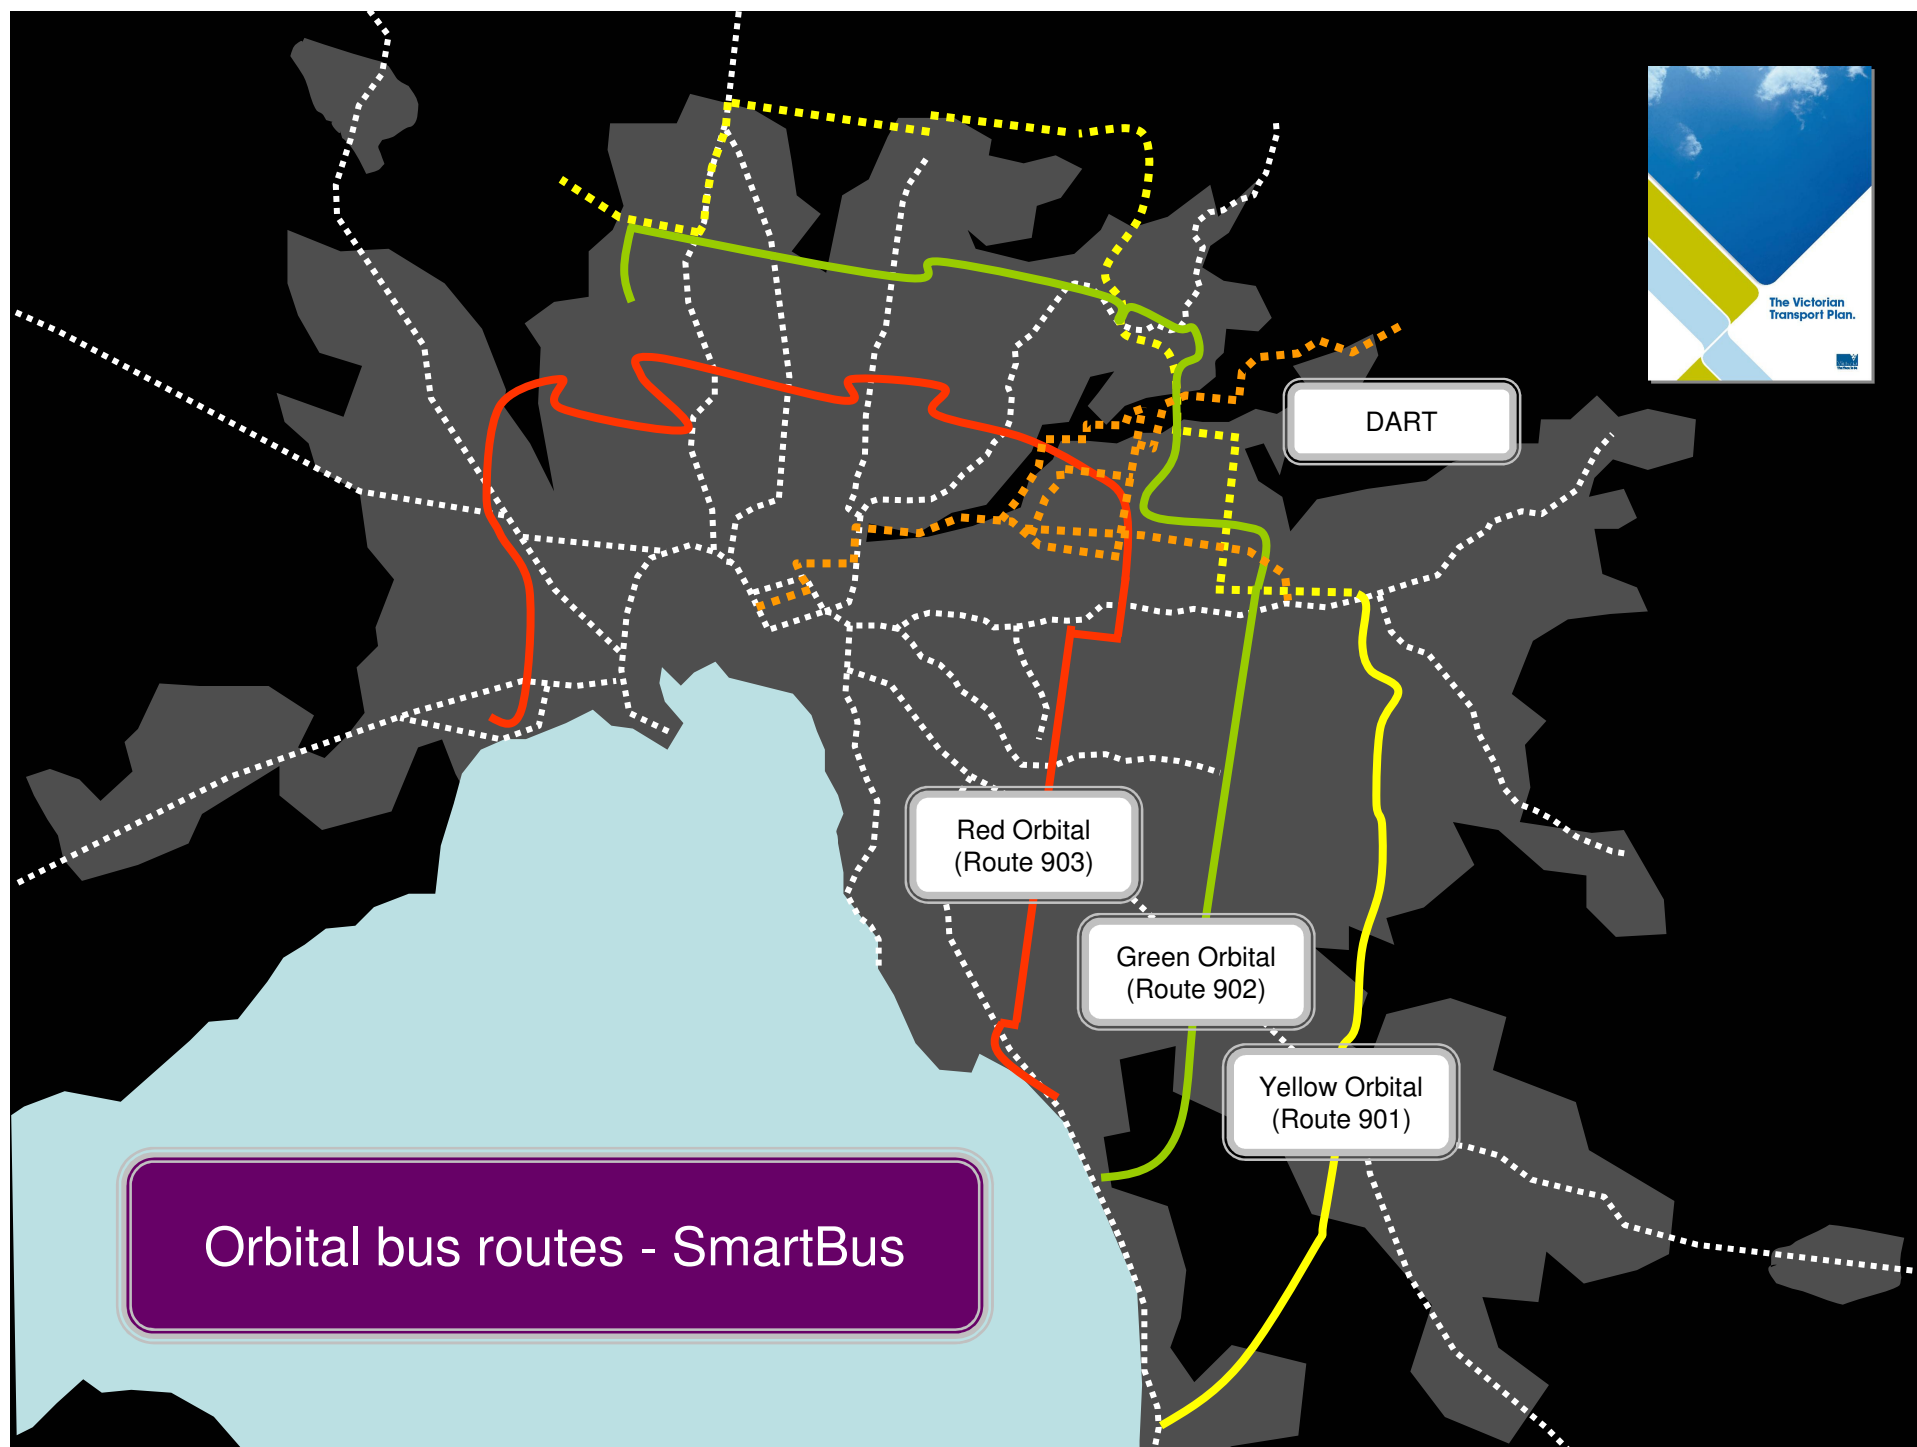 The Victorian
Transport Plan.
DART
Red Orbital
(Route 903)
Green Orbital
(Route 902)
Yellow Orbital
(Route 901)
Orbital bus routes - SmartBus